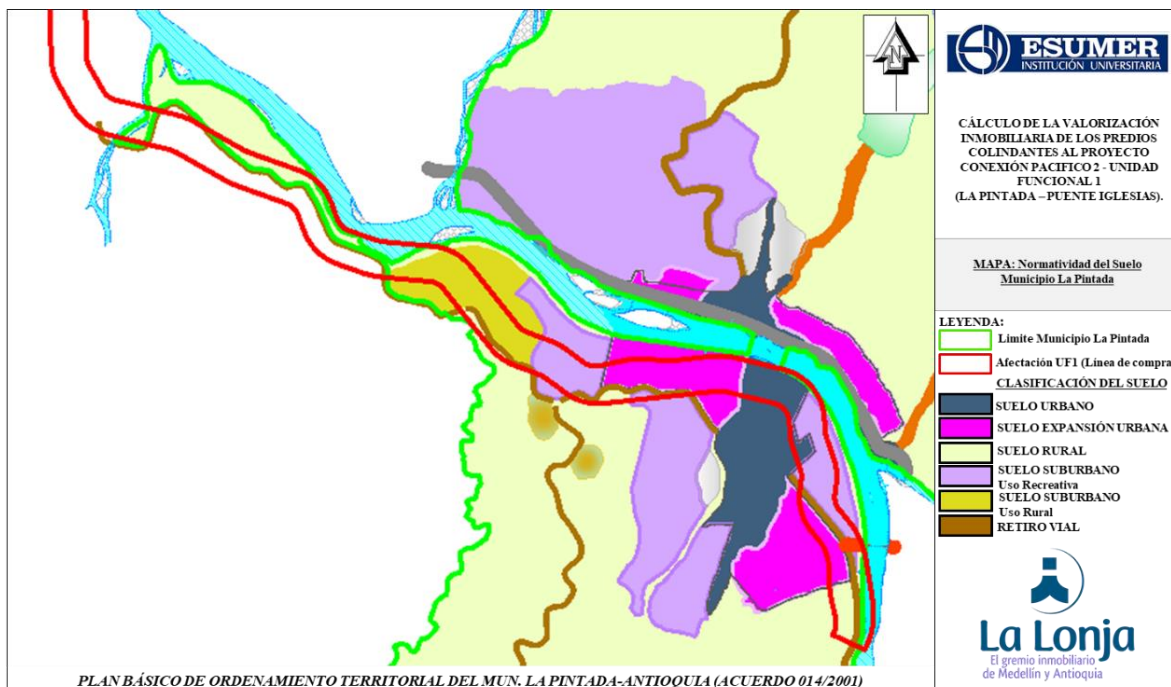 N
ESUMER
INSTITUCIÓN UNIVERSITARIA
CÁLCULO DE LA VALORIZACIÓN
INMOBILIARIA DE LOS PREDIOS
COLINDANTES AL PROYECTO
CONEXIÓN PACIFICO 2 - UNIDAD
FUNCIONAL 1
(LA PINTADA –PUENTE IGLESIAS).
MAPA: Normatividad del Suelo
Municipio La Pintada
LEYENDA:
Limite Municipio La Pintada
Afectación UF1 (Línea de compra
CLASIFICACIÓN DEL SUELO
SUELO URBANO
SUELO EXPANSIÓN URBANA
SUELO RURAL
SUELO SUBURBANO
Uso Recreativa
SUELO SUBURBANO
Uso Rural
RETIRO VIAL
La Lonja
El gremio inmobiliario
de Medellín y Antioquia
PLAN BÁSICO DE ORDENAMIENTO TERRITORIAL DEL MUN. LA PINTADA-ANTIOQUIA (ACUERDO 014/2001)